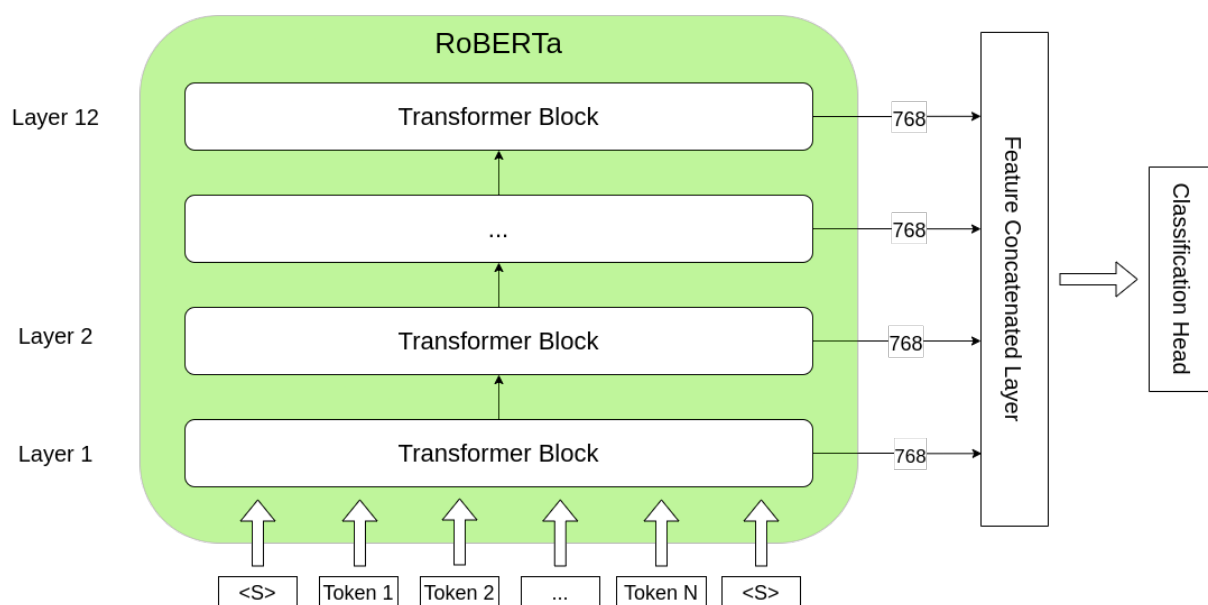 RoBERTa
Layer 12
Transformer Block
768
...
768
Layer 2
Transformer Block
768
Layer 1
Transformer Block
768
Feature Concatenated Layer
Classification Head
<S>
Token 1
Token 2
...
Token N
<S>